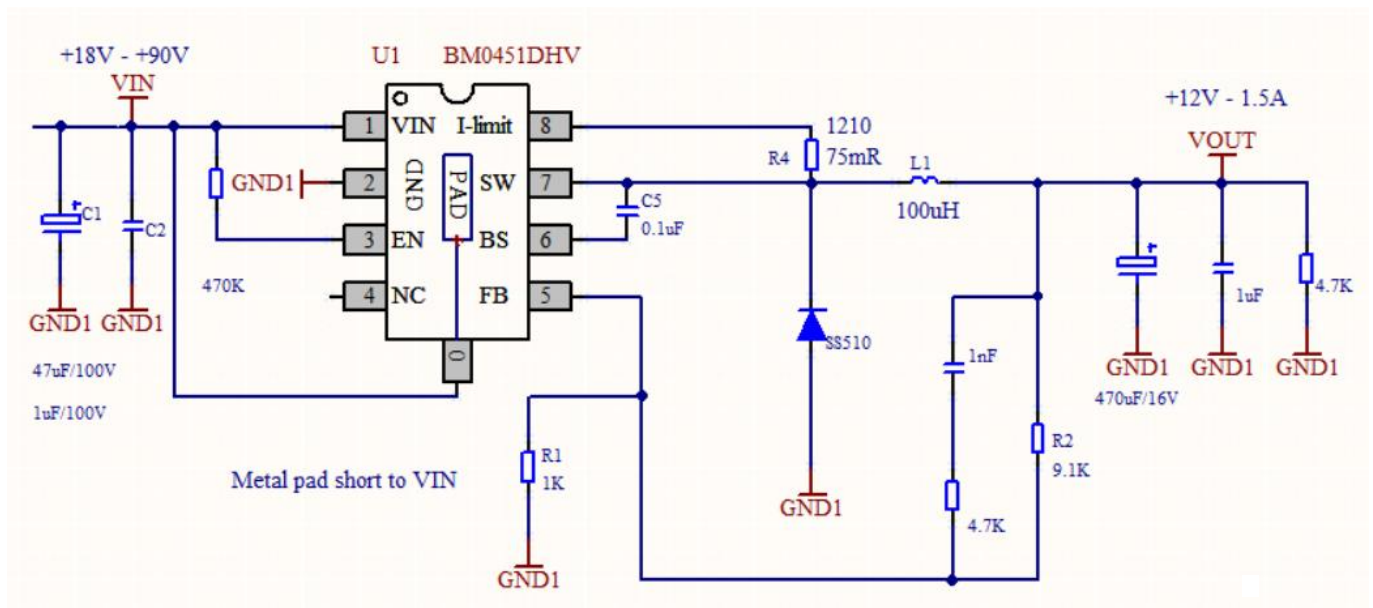 +18V - +90V
VIN
U1
BM0451DHV
1
VIN
I-limit
8
GND1
2
GND
PAD
SW
7
3
EN
BS
6
4
NC
FB
5
0
C1
C2
470K
GND1
GND1
47uF/100V
1uF/100V
Metal pad short to VIN
1210
R4
75mR
L1
100uH
C5
0.1uF
SS510
GND1
R1
1K
GND1
1nF
4.7K
R2
9.1K
+12V - 1.5A
VOUT
1uF
4.7K
GND1
GND1
GND1
470uF/16V